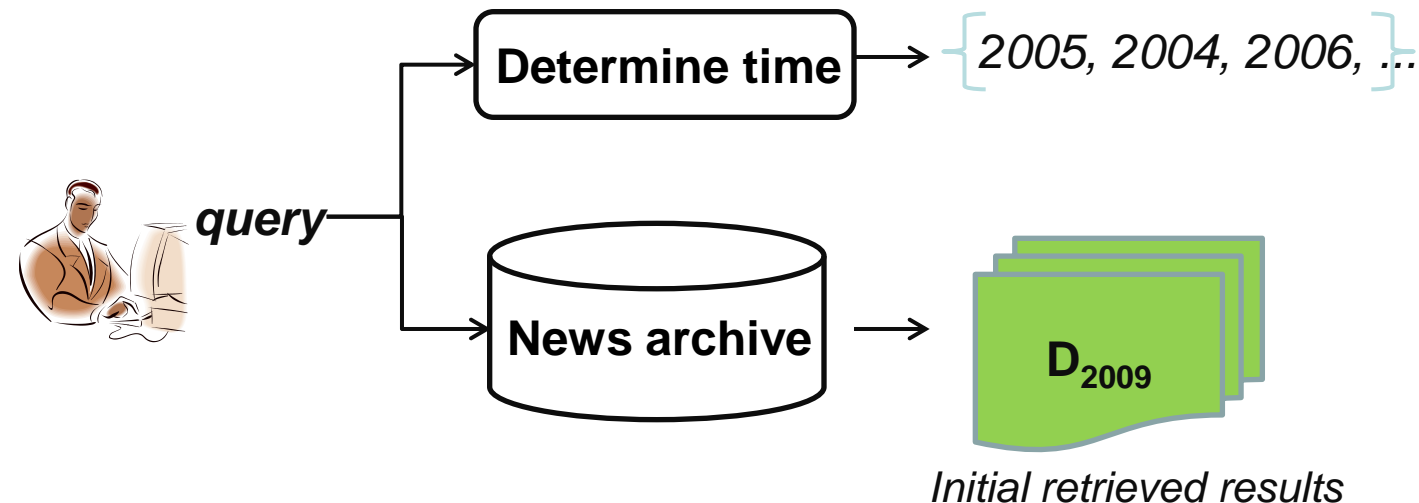 Determine time
2005, 2004, 2006, ...
query
News archive
D2009
Initial retrieved results